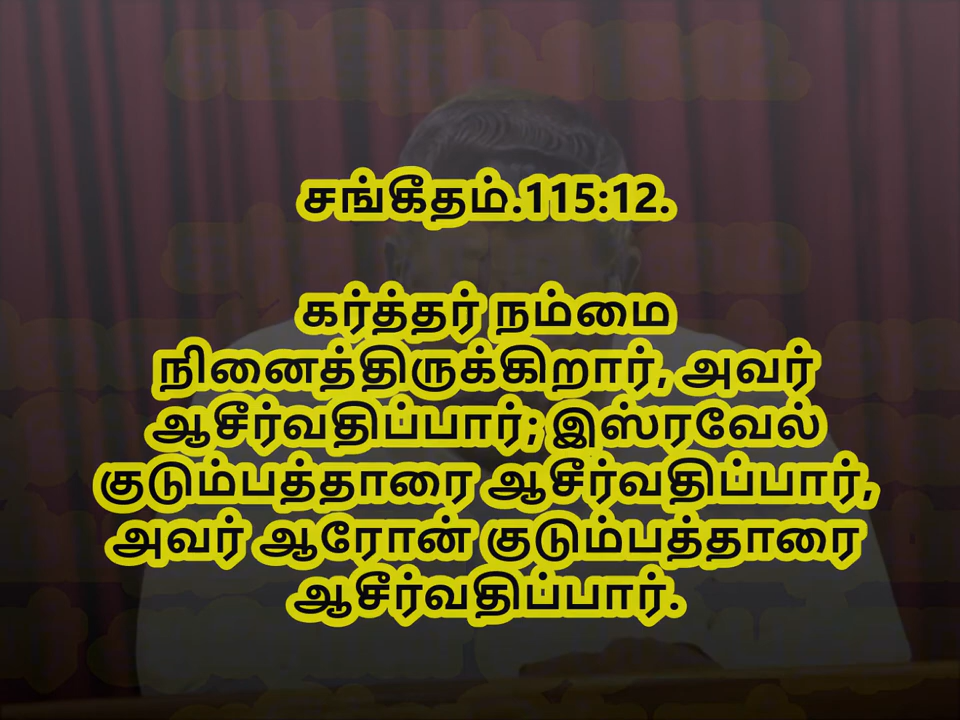 சங்கீதம்.115:12.
கர்த்தர் நம்மை
நினைத்திருக்கிறார், அவர்
ஆசீர்வதிப்பார்; இஸ்ரவேல்
குடும்பத்தாரை ஆசீர்வதிப்பார்,
அவர் ஆரோன் குடும்பத்தாரை
ஆசீர்வதிப்பார்.